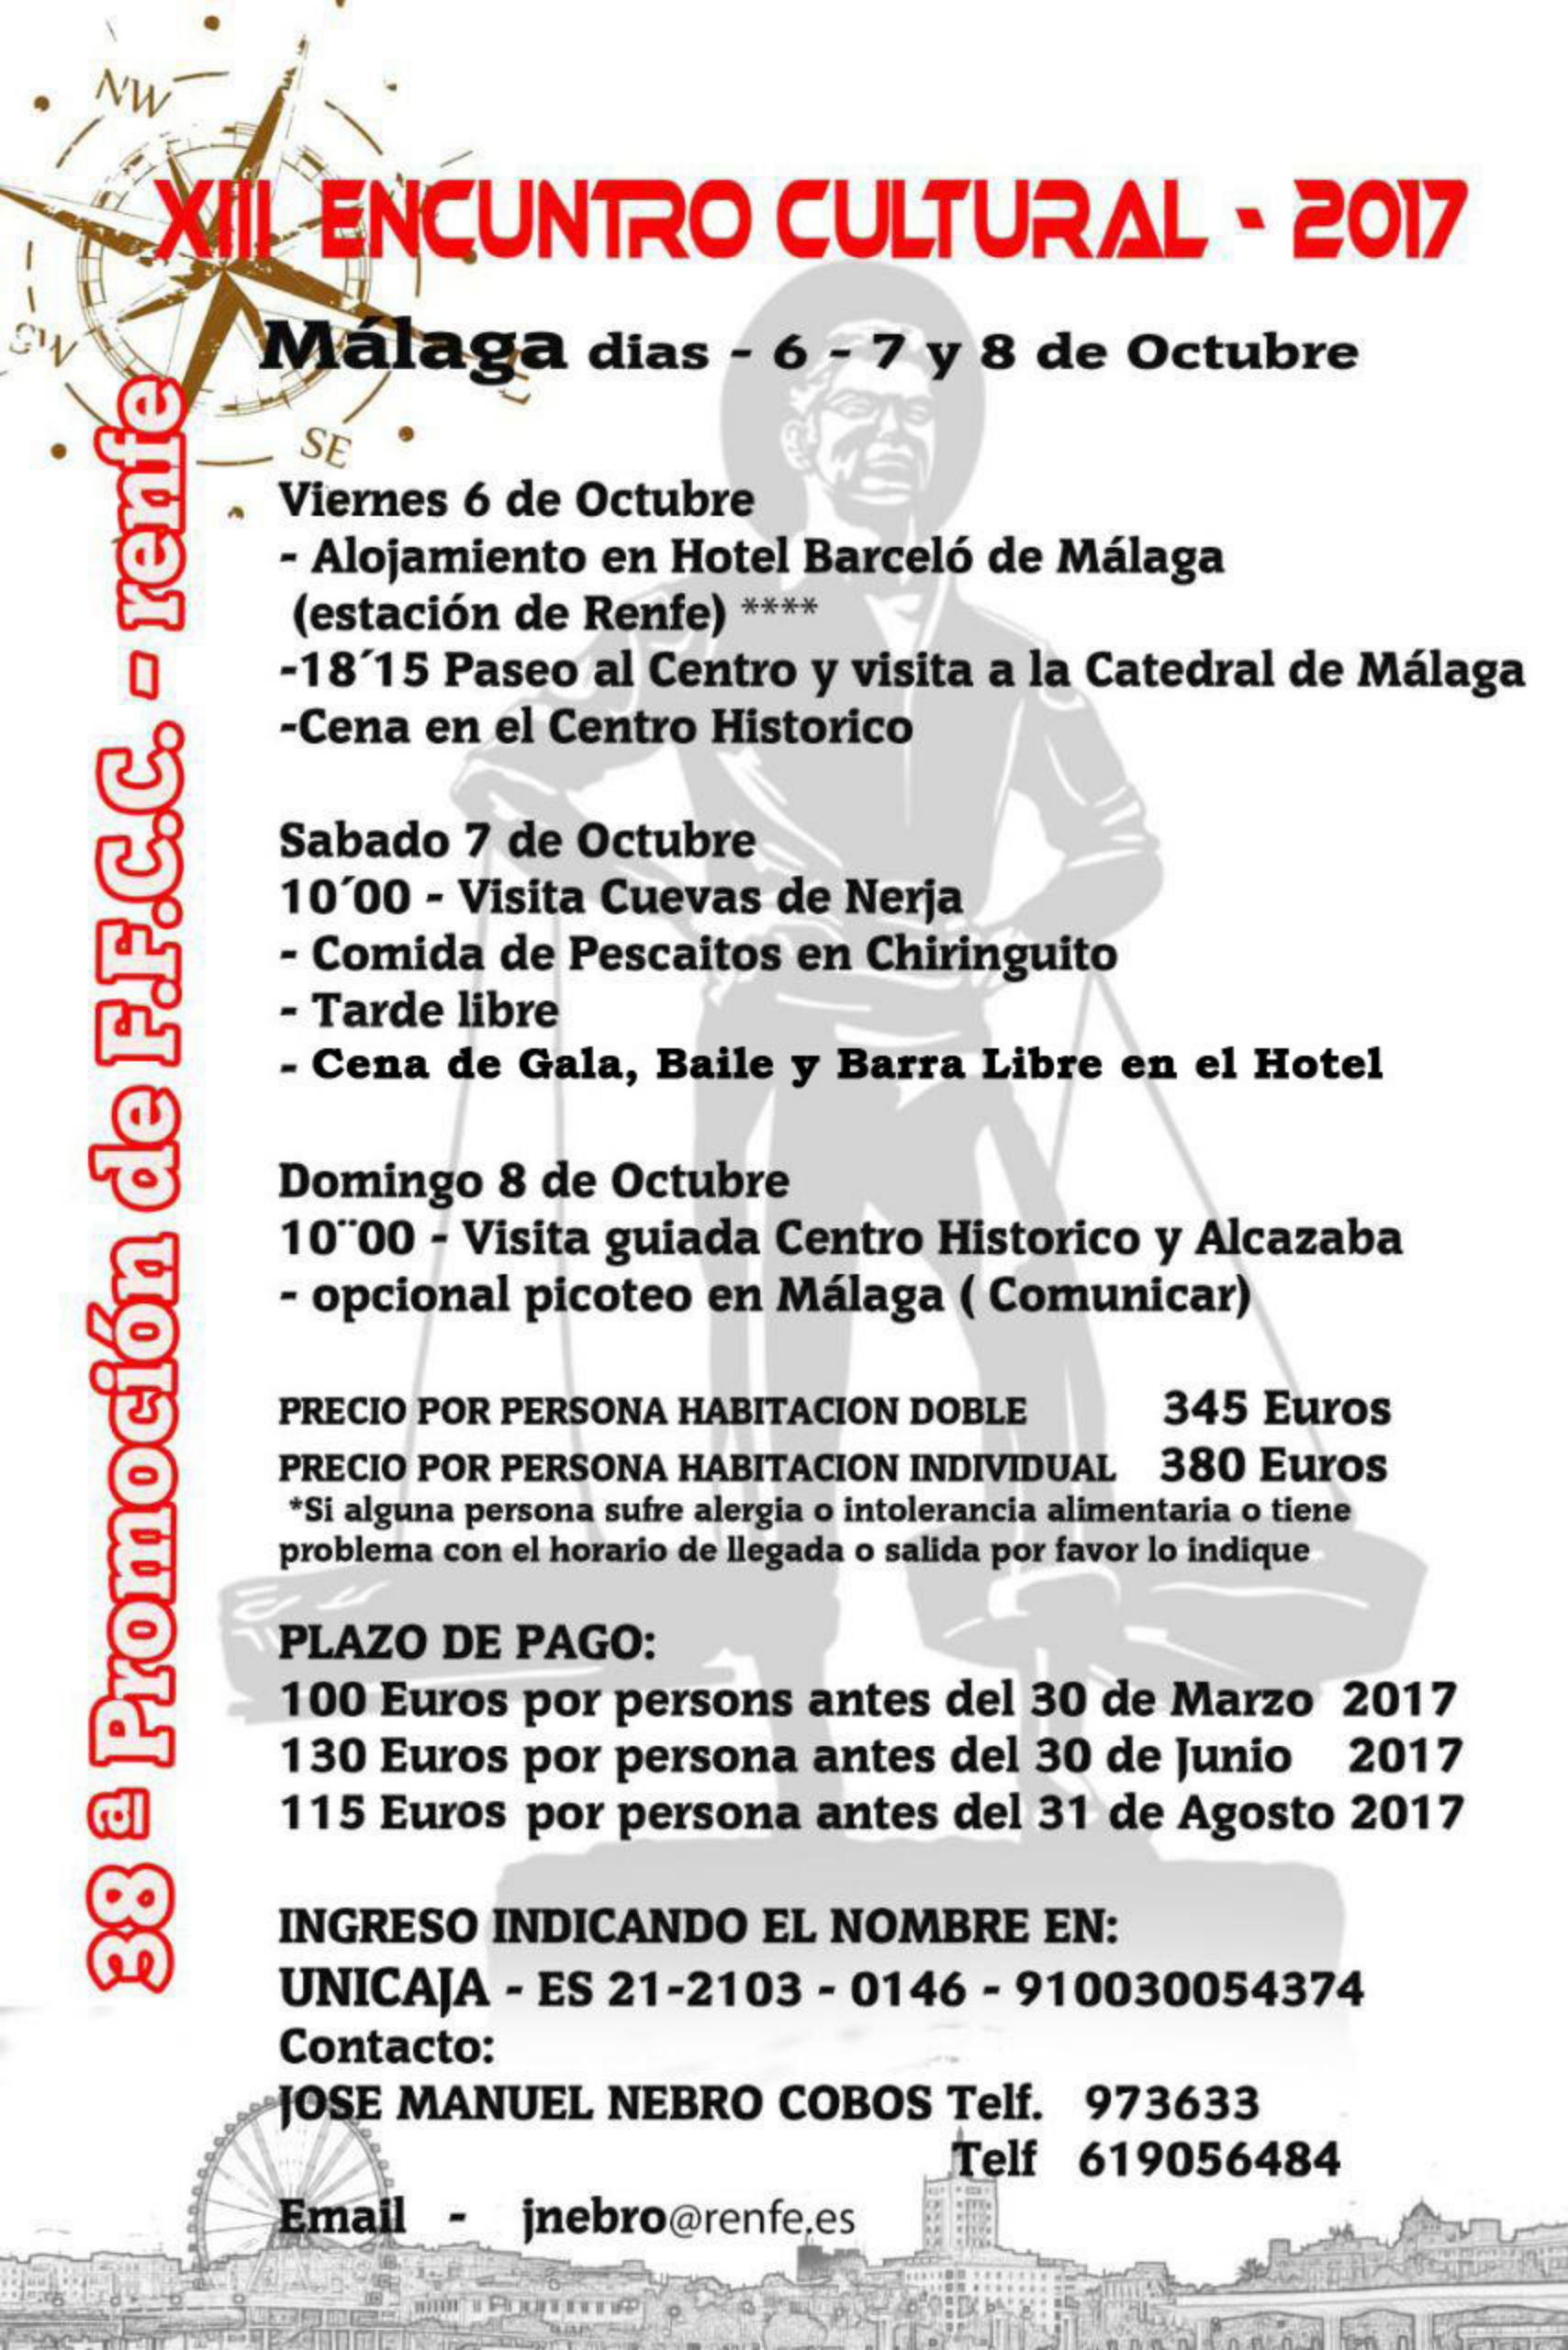 NW
XIII ENCUNTRO CULTURAL - 2017
Málaga dias - 6 - 7 y 8 de Octubre
SE
38 a Promoción de F.F.C.C. - renfe
Viernes 6 de Octubre
- Alojamiento en Hotel Barceló de Málaga
(estación de Renfe) ****
-18´15 Paseo al Centro y visita a la Catedral de Málaga
-Cena en el Centro Historico
Sabado 7 de Octubre
10´00 - Visita Cuevas de Nerja
- Comida de Pescaitos en Chiringuito
- Tarde libre
- Cena de Gala, Baile y Barra Libre en el Hotel
Domingo 8 de Octubre
10¨00 - Visita guiada Centro Historico y Alcazaba
- opcional picoteo en Málaga ( Comunicar)
PRECIO POR PERSONA HABITACION DOBLE 345 Euros
PRECIO POR PERSONA HABITACION INDIVIDUAL 380 Euros
*Si alguna persona sufre alergia o intolerancia alimentaria o tiene
problema con el horario de llegada o salida por favor lo indique
PLAZO DE PAGO:
100 Euros por persons antes del 30 de Marzo 2017
130 Euros por persona antes del 30 de Junio 2017
115 Euros por persona antes del 31 de Agosto 2017
INGRESO INDICANDO EL NOMBRE EN:
UNICAJA - ES 21-2103 - 0146 - 910030054374
Contacto:
JOSE MANUEL NEBRO COBOS Telf. 973633
Telf 619056484
Email - jnebro@renfe.es